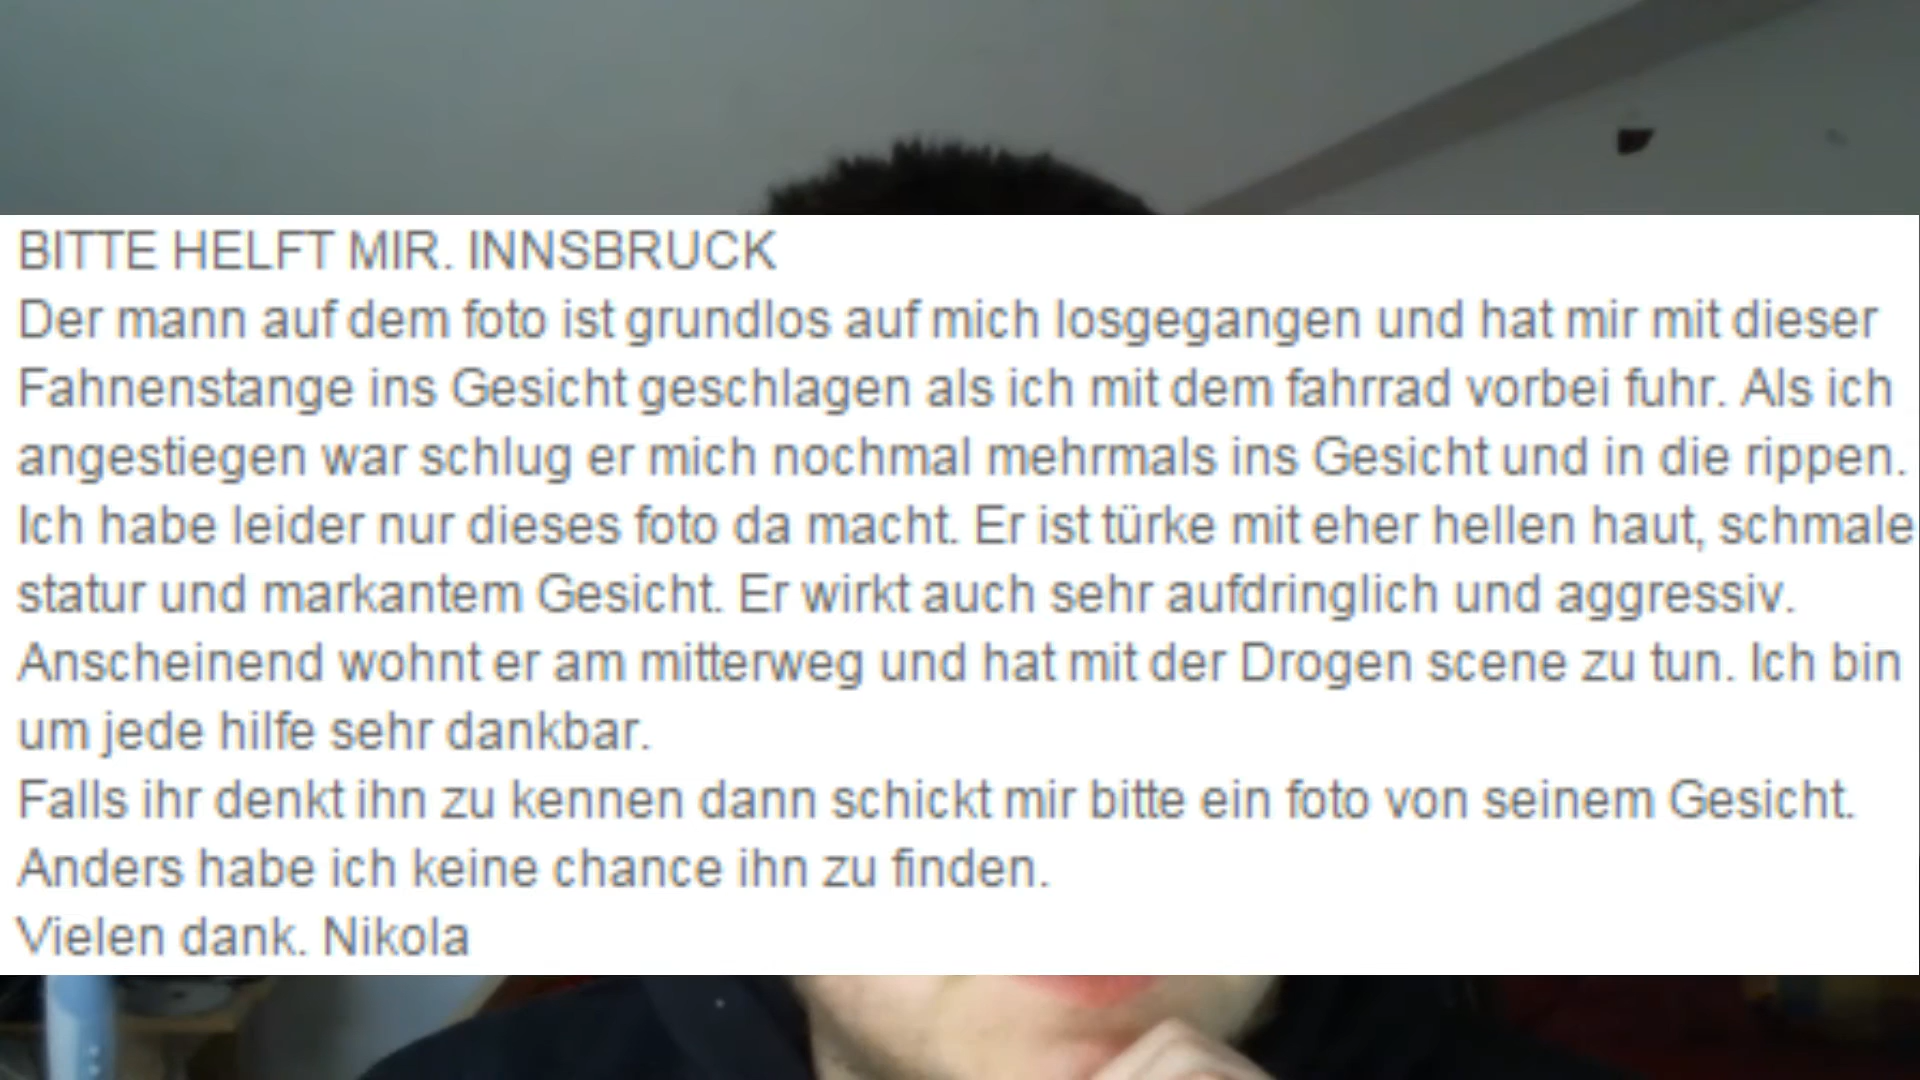 BITTE HELFT MIR. INNSBRUCK
Der mann auf dem foto ist grundlos auf mich losgegangen und hat mir mit dieser
Fahnenstange ins Gesicht geschlagen als ich mit dem fahrrad vorbei fuhr. Als ich
angestiegen war schlug er mich nochmal mehrmals ins Gesicht und in die rippen.
Ich habe leider nur dieses foto da macht. Er ist türke mit eher hellen haut, schmale
statur und markantem Gesicht. Er wirkt auch sehr aufdringlich und aggressiv.
Anscheinend wohnt er am mitterweg und hat mit der Drogen scene zu tun. Ich bin
um jede hilfe sehr dankbar.
Falls ihr denkt ihn zu kennen dann schickt mir bitte ein foto von seinem Gesicht.
Anders habe ich keine chance ihn zu finden.
Vielen dank. Nikola